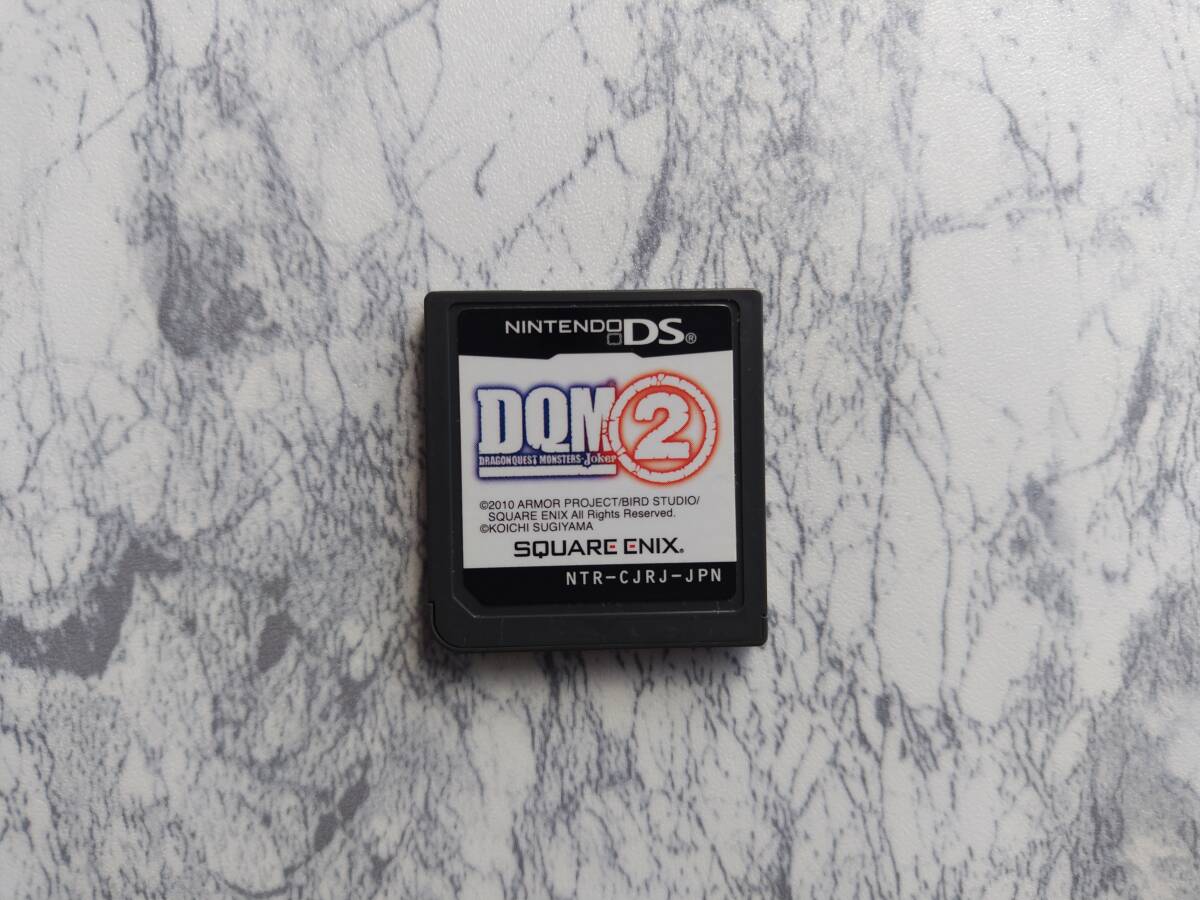 NINTENDO DS®
DQM® 2
DRAGON QUEST MONSTERS-Joker
©2010 ARMOR PROJECT/BIRD STUDIO/
SQUARE ENIX All Rights Reserved.
©KOICHI SUGIYAMA
SQUARE ENIX®
NTR-CJRJ-JPN